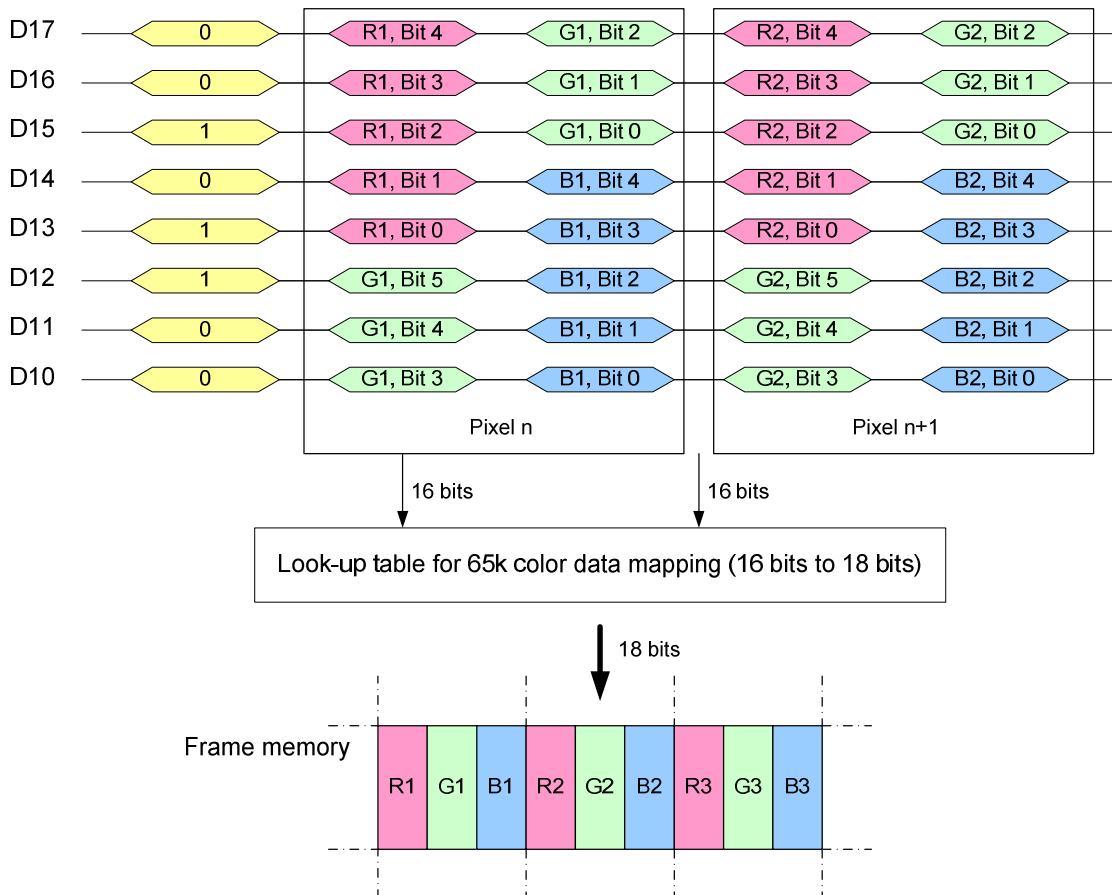 D17 0 R1, Bit 4 G1, Bit 2 R2, Bit 4 G2, Bit 2
D16 0 R1, Bit 3 G1, Bit 1 R2, Bit 3 G2, Bit 1
D15 1 R1, Bit 2 G1, Bit 0 R2, Bit 2 G2, Bit 0
D14 0 R1, Bit 1 B1, Bit 4 R2, Bit 1 B2, Bit 4
D13 1 R1, Bit 0 B1, Bit 3 R2, Bit 0 B2, Bit 3
D12 1 G1, Bit 5 B1, Bit 2 G2, Bit 5 B2, Bit 2
D11 0 G1, Bit 4 B1, Bit 1 G2, Bit 4 B2, Bit 1
D10 0 G1, Bit 3 B1, Bit 0 G2, Bit 3 B2, Bit 0
Pixel n Pixel n+1
16 bits 16 bits
Look-up table for 65k color data mapping (16 bits to 18 bits)
18 bits
Frame memory
R1 G1 B1 R2 G2 B2 R3 G3 B3